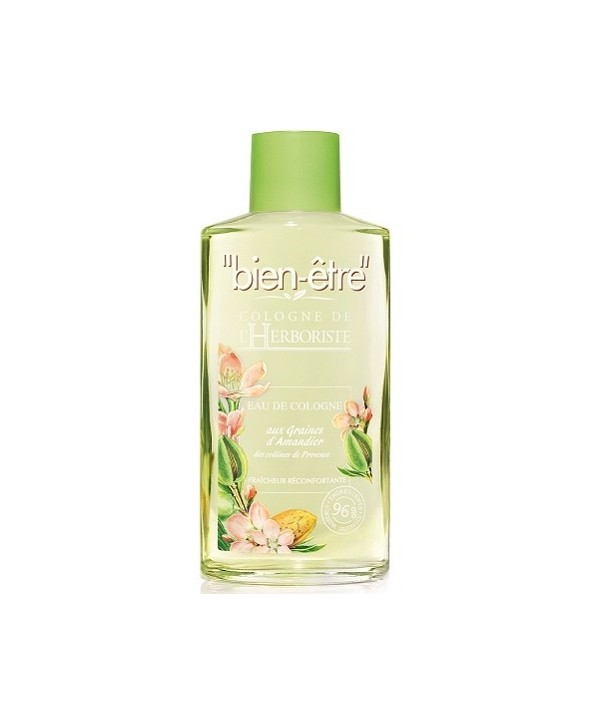 "bien-être"
COLOGNE DE
L'HERBORISTE
EAU DE COLOGNE
aux Graines
d'Amandier
des collines de Provence
FRAÎCHEUR RÉCONFORTANTE
96